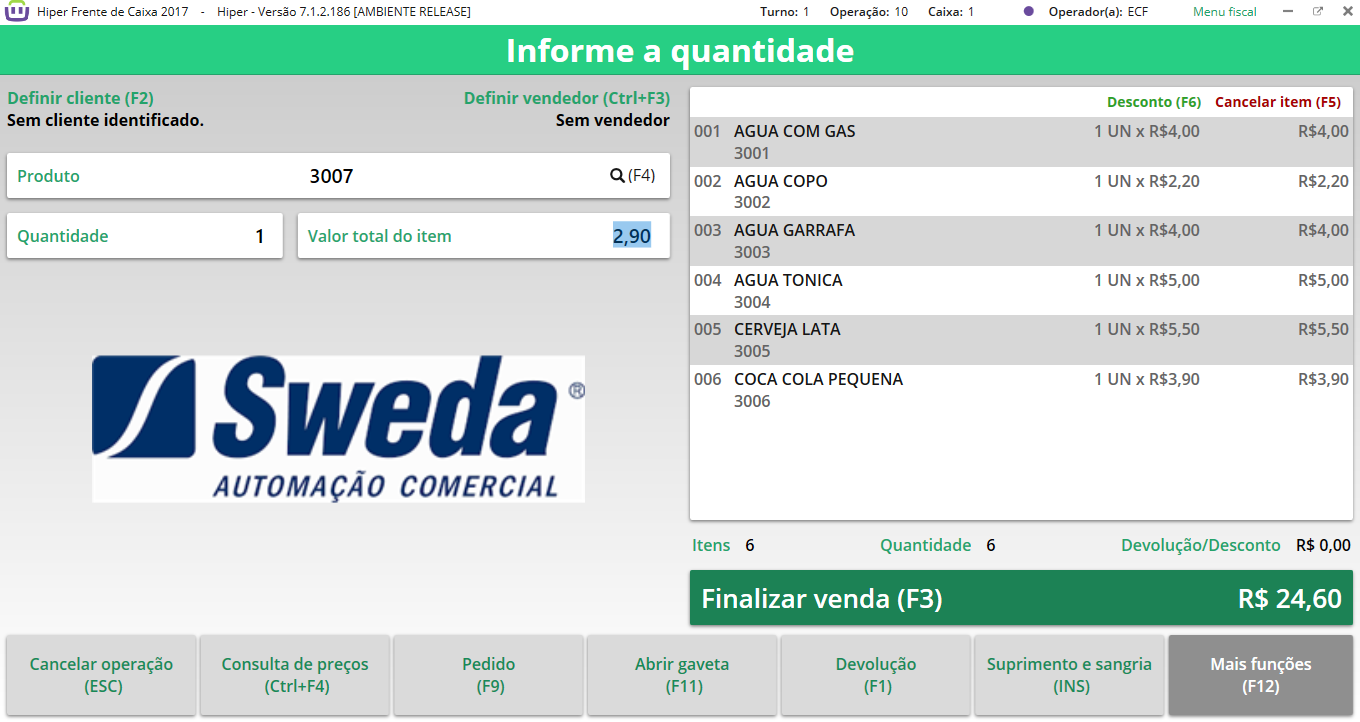 Hiper Frente de Caixa 2017 - Hiper - Versão 7.1.2.186 [AMBIENTE RELEASE] Turno: 1 Operação: 10 Caixa: 1 Operador(a): ECF Menu fiscal
Informe a quantidade
Definir cliente (F2) Definir vendedor (Ctrl+F3)
Sem cliente identificado. Sem vendedor
Produto 3007 (F4)
Quantidade 1 Valor total do item 2,90
Sweda ®
AUTOMAÇÃO COMERCIAL
Desconto (F6) Cancelar item (F5)
001 AGUA COM GAS 1 UN x R$4,00 R$4,00
3001
002 AGUA COPO 1 UN x R$2,20 R$2,20
3002
003 AGUA GARRAFA 1 UN x R$4,00 R$4,00
3003
004 AGUA TONICA 1 UN x R$5,00 R$5,00
3004
005 CERVEJA LATA 1 UN x R$5,50 R$5,50
3005
006 COCA COLA PEQUENA 1 UN x R$3,90 R$3,90
3006
Itens 6 Quantidade 6 Devolução/Desconto R$ 0,00
Finalizar venda (F3) R$ 24,60
Cancelar operação
(ESC)
Consulta de preços
(Ctrl+F4)
Pedido
(F9)
Abrir gaveta
(F11)
Devolução
(F1)
Suprimento e sangria
(INS)
Mais funções
(F12)